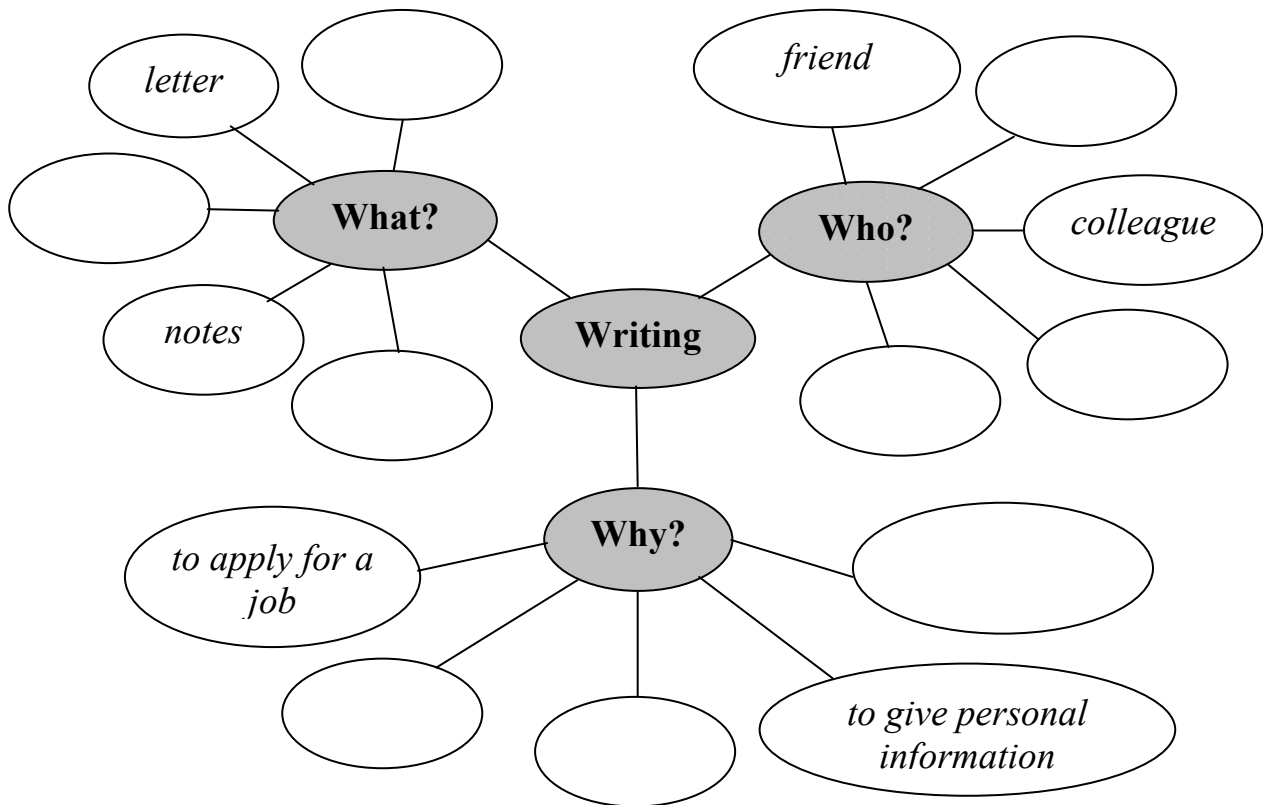 friend
letter
What?
Who?
colleague
notes
Writing
Why?
to apply for a
job
to give personal
information